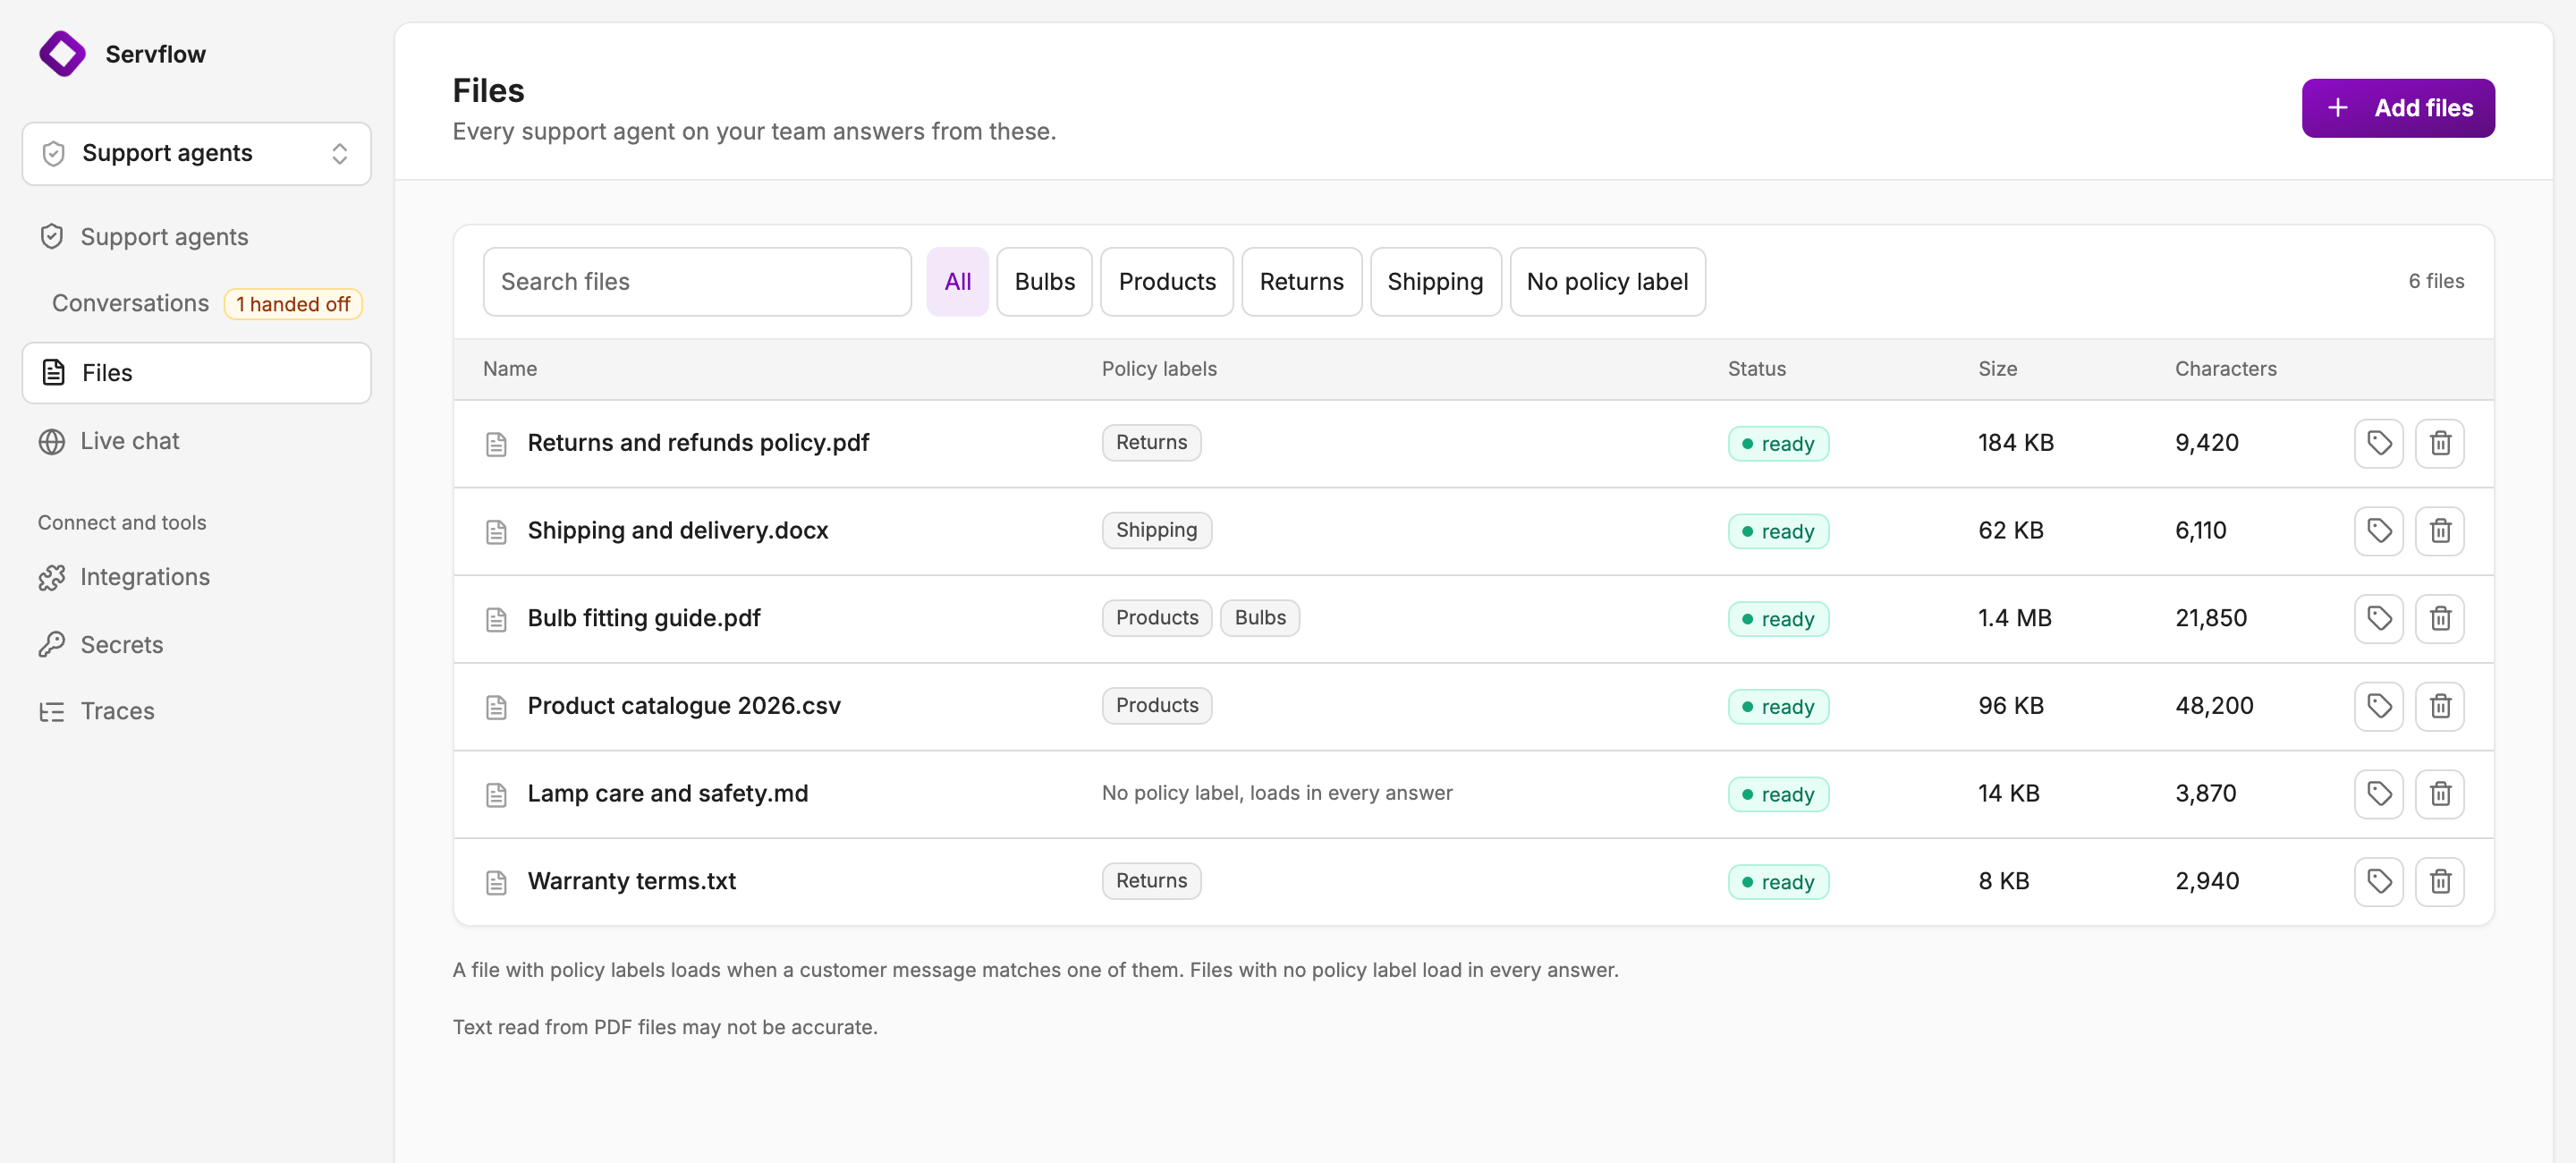 Servflow
Support agents
Support agents
Conversations 1 handed off
Files
Live chat
Connect and tools
Integrations
Secrets
Traces
Files
Every support agent on your team answers from these.
Add files
Search files All Bulbs Products Returns Shipping No policy label 6 files
Name Policy labels Status Size Characters
Returns and refunds policy.pdf Returns ready 184 KB 9,420
Shipping and delivery.docx Shipping ready 62 KB 6,110
Bulb fitting guide.pdf Products Bulbs ready 1.4 MB 21,850
Product catalogue 2026.csv Products ready 96 KB 48,200
Lamp care and safety.md No policy label, loads in every answer ready 14 KB 3,870
Warranty terms.txt Returns ready 8 KB 2,940
A file with policy labels loads when a customer message matches one of them. Files with no policy label load in every answer.
Text read from PDF files may not be accurate.